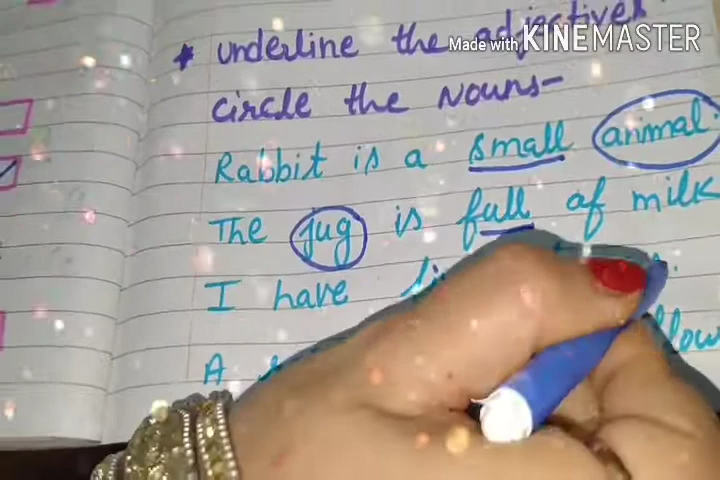 * underline the adjectives
Made with KINEMASTER
circle the Nouns-
Rabbit is a small animal.
The jug is full of milk
I have
A